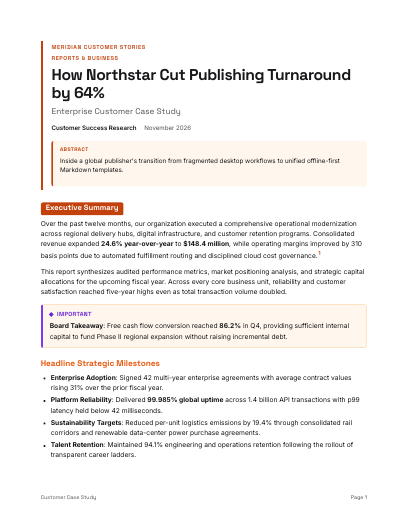 MERIDIAN CUSTOMER STORIES
REPORTS & BUSINESS
How Northstar Cut Publishing Turnaround
by 64%
Enterprise Customer Case Study
Customer Success Research November 2026
ABSTRACT
Inside a global publisher's transition from fragmented desktop workflows to unified offline-first
Markdown templates.
Executive Summary
Over the past twelve months, our organization executed a comprehensive operational modernization
across regional delivery hubs, digital infrastructure, and customer retention programs. Consolidated
revenue expanded 24.6% year-over-year to $148.4 million, while operating margins improved by 310
basis points due to automated fulfillment routing and disciplined cloud cost governance.1
This report synthesizes audited performance metrics, market positioning analysis, and strategic capital
allocations for the upcoming fiscal year. Across every core business unit, reliability and customer
satisfaction reached five-year highs even as total transaction volume doubled.
◆ IMPORTANT
Board Takeaway: Free cash flow conversion reached 86.2% in Q4, providing sufficient internal
capital to fund Phase II regional expansion without raising incremental debt.
Headline Strategic Milestones
• Enterprise Adoption: Signed 42 multi-year enterprise agreements with average contract values
rising 31% over the prior fiscal year.
• Platform Reliability: Delivered 99.985% global uptime across 1.4 billion API transactions with p99
latency held below 42 milliseconds.
• Sustainability Targets: Reduced per-unit logistics emissions by 19.4% through consolidated rail
corridors and renewable data-center power purchase agreements.
• Talent Retention: Maintained 94.1% engineering and operations retention following the rollout of
transparent career ladders.
Customer Case Study Page 1